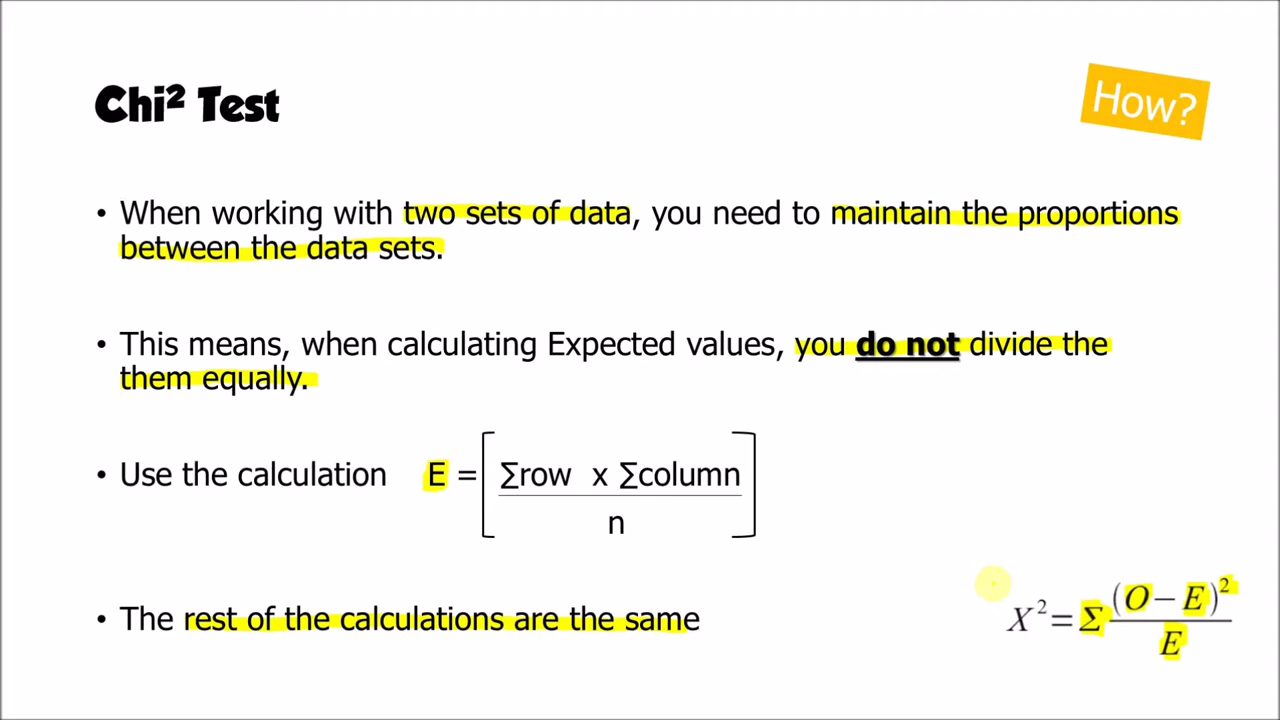 Chi² Test
How?
• When working with two sets of data, you need to maintain the proportions
between the data sets.
• This means, when calculating Expected values, you do not divide the
them equally.
• Use the calculation E = [ ∑row x ∑column / n ]
• The rest of the calculations are the same
X² = Σ (O − E)² / E